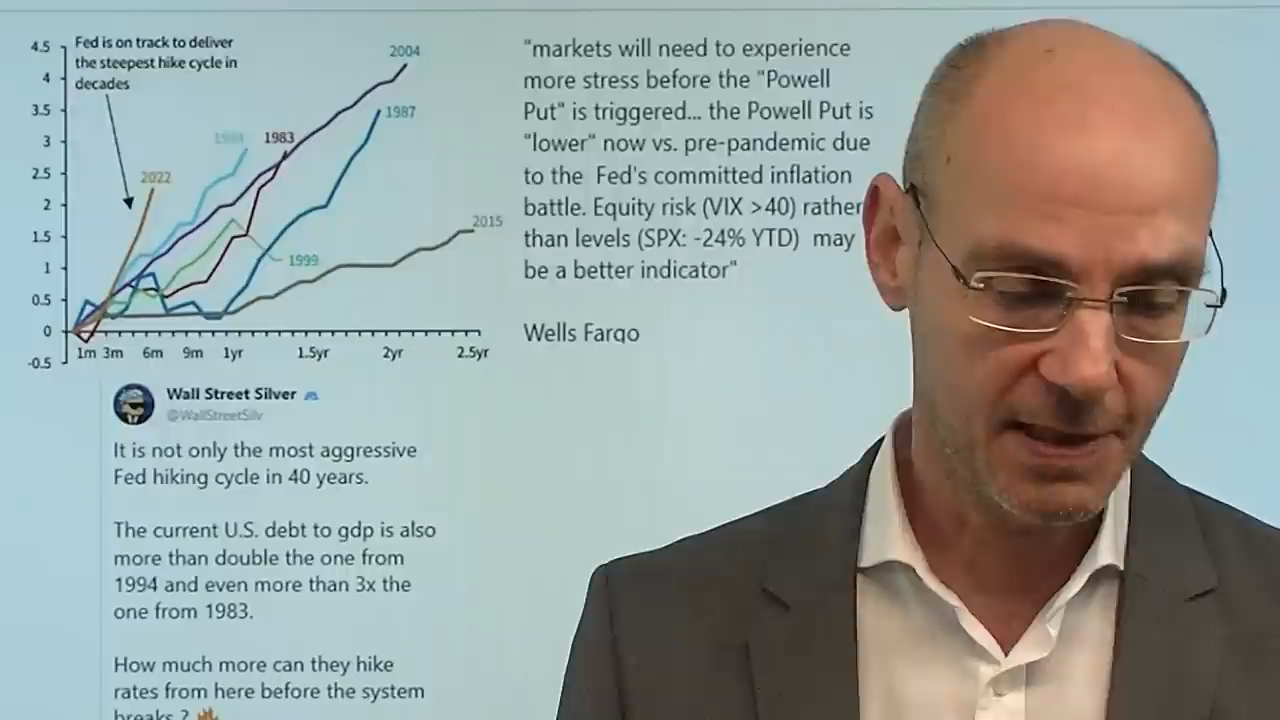 4.5
Fed is on track to deliver
the steepest hike cycle in
decades
4
3.5
3
2.5
2
1.5
1
0.5
0
-0.5
2004
1987
1983
2022
2015
1999
1m 3m 6m 9m 1yr 1.5yr 2yr 2.5yr
"markets will need to experience
more stress before the "Powell
Put" is triggered... the Powell Put is
"lower" now vs. pre-pandemic due
to the Fed's committed inflation
battle. Equity risk (VIX >40) rather
than levels (SPX: -24% YTD) may
be a better indicator"
Wells Fargo
Wall Street Silver
@WallStreetSilv
It is not only the most aggressive
Fed hiking cycle in 40 years.
The current U.S. debt to gdp is also
more than double the one from
1994 and even more than 3x the
one from 1983.
How much more can they hike
rates from here before the system
breaks ?